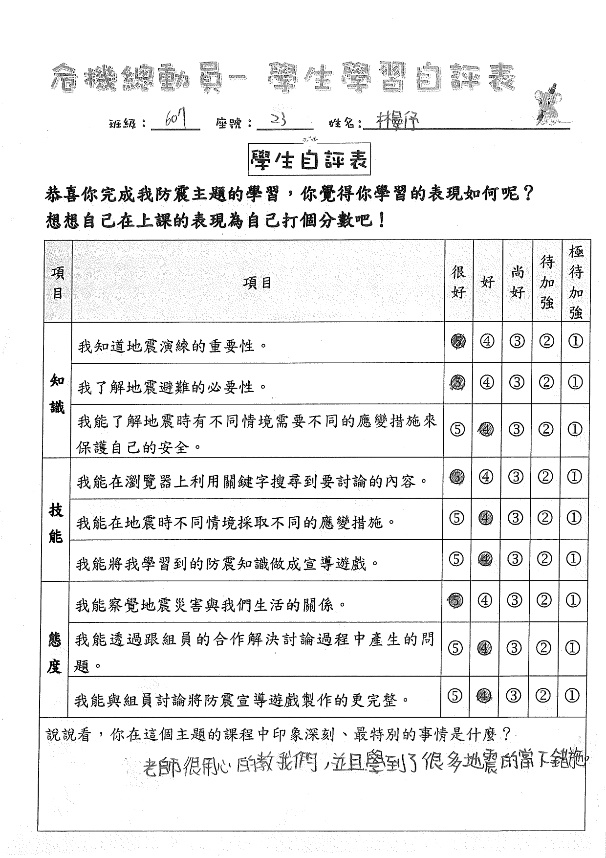 危機總動員－學生學習自評表
班級： 607 座號： 23 姓名：
學生自評表
恭喜你完成我防震主題的學習，你覺得你學習的表現如何呢？
想想自己在上課的表現為自己打個分數吧！
項目 項目 很好 好 尚好 待加強 極待加強
知識
我知道地震演練的重要性。 ⑤ ④ ③ ② ①
我了解地震避難的必要性。 ⑤ ④ ③ ② ①
我能了解地震時有不同情境需要不同的應變措施來
保護自己的安全。 ⑤ ④ ③ ② ①
技能
我能在瀏覽器上利用關鍵字搜尋到要討論的內容。 ⑤ ④ ③ ② ①
我能在地震時不同情境採取不同的應變措施。 ⑤ ④ ③ ② ①
我能將我學習到的防震知識做成宣導遊戲。 ⑤ ④ ③ ② ①
態度
我能察覺地震災害與我們生活的關係。 ⑤ ④ ③ ② ①
我能透過跟組員的合作解決討論過程中產生的問
題。 ⑤ ④ ③ ② ①
我能與組員討論將防震宣導遊戲製作的更完整。 ⑤ ④ ③ ② ①
說說看，你在這個主題的課程中印象深刻、最特別的事情是什麼？
老師很用心的教我們，並且學到了很多地震的當下錯施。